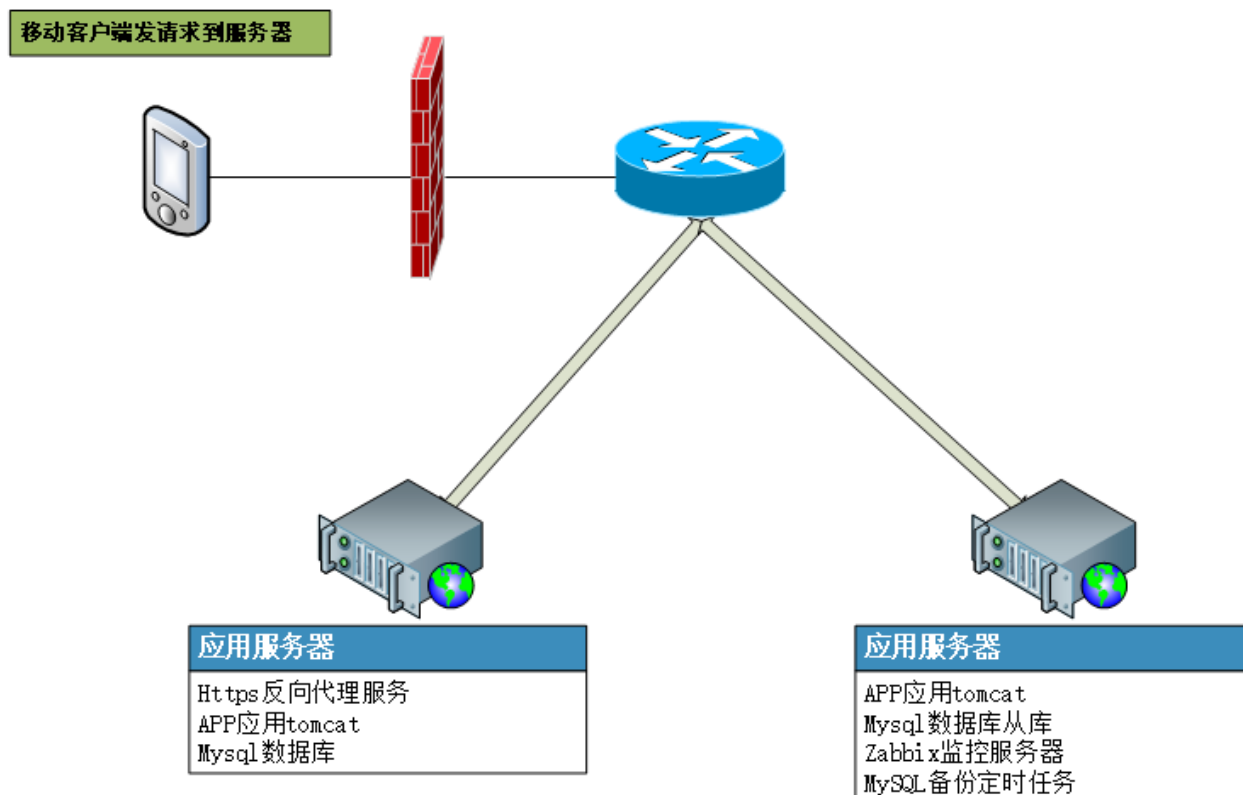 移动客户端发请求到服务器
应用服务器
Https反向代理服务
APP应用tomcat
Mysql数据库
应用服务器
APP应用tomcat
Mysql数据库从库
Zabbix监控服务器
MySQL备份定时任务